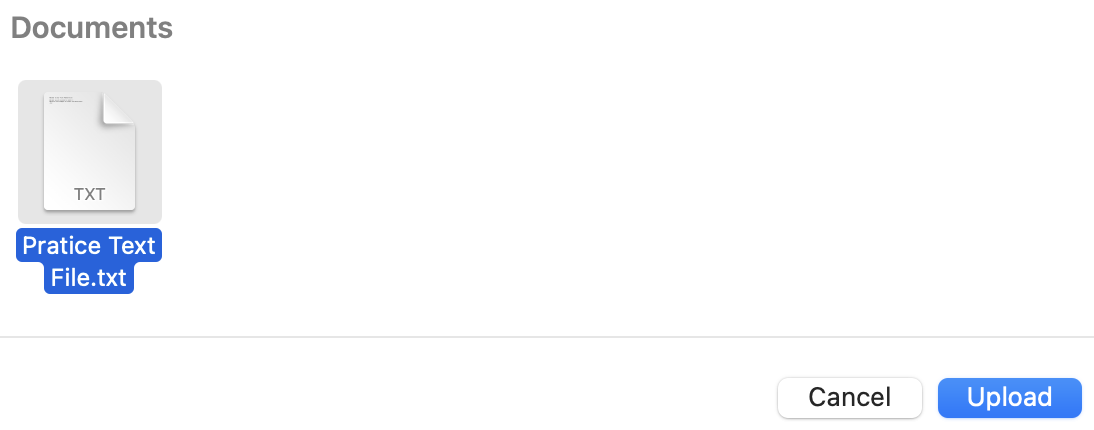 Documents
TXT
Pratice Text
File.txt
Cancel
Upload